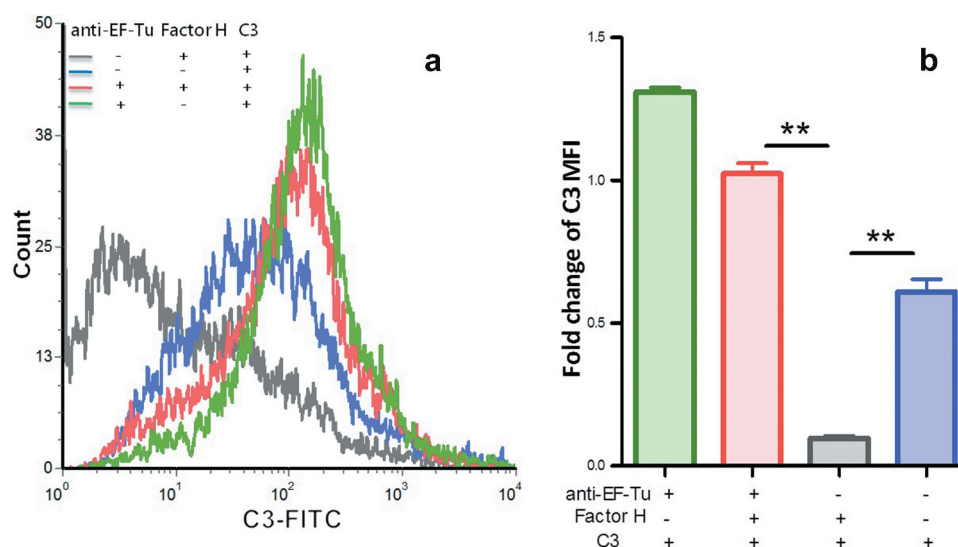 anti-EF-Tu Factor H C3
- + +
- - +
+ + +
+ - +
a
50
38
25
13
0
Count
10^0 10^1 10^2 10^3 10^4
C3-FITC
b
1.5
1.0
0.5
0.0
Fold change of C3 MFI
**
**
anti-EF-Tu + + - -
Factor H - + + -
C3 + + + +